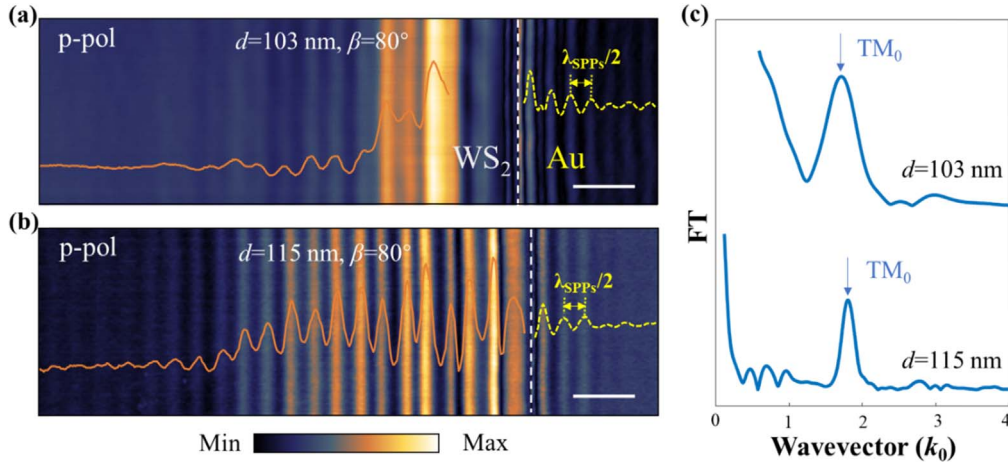 (a)
p-pol
d=103 nm, β=80°
λSPPs/2
WS2
Au
(b)
p-pol
d=115 nm, β=80°
λSPPs/2
Min
Max
(c)
TM0
d=103 nm
FT
TM0
d=115 nm
0 1 2 3 4
Wavevector (k0)